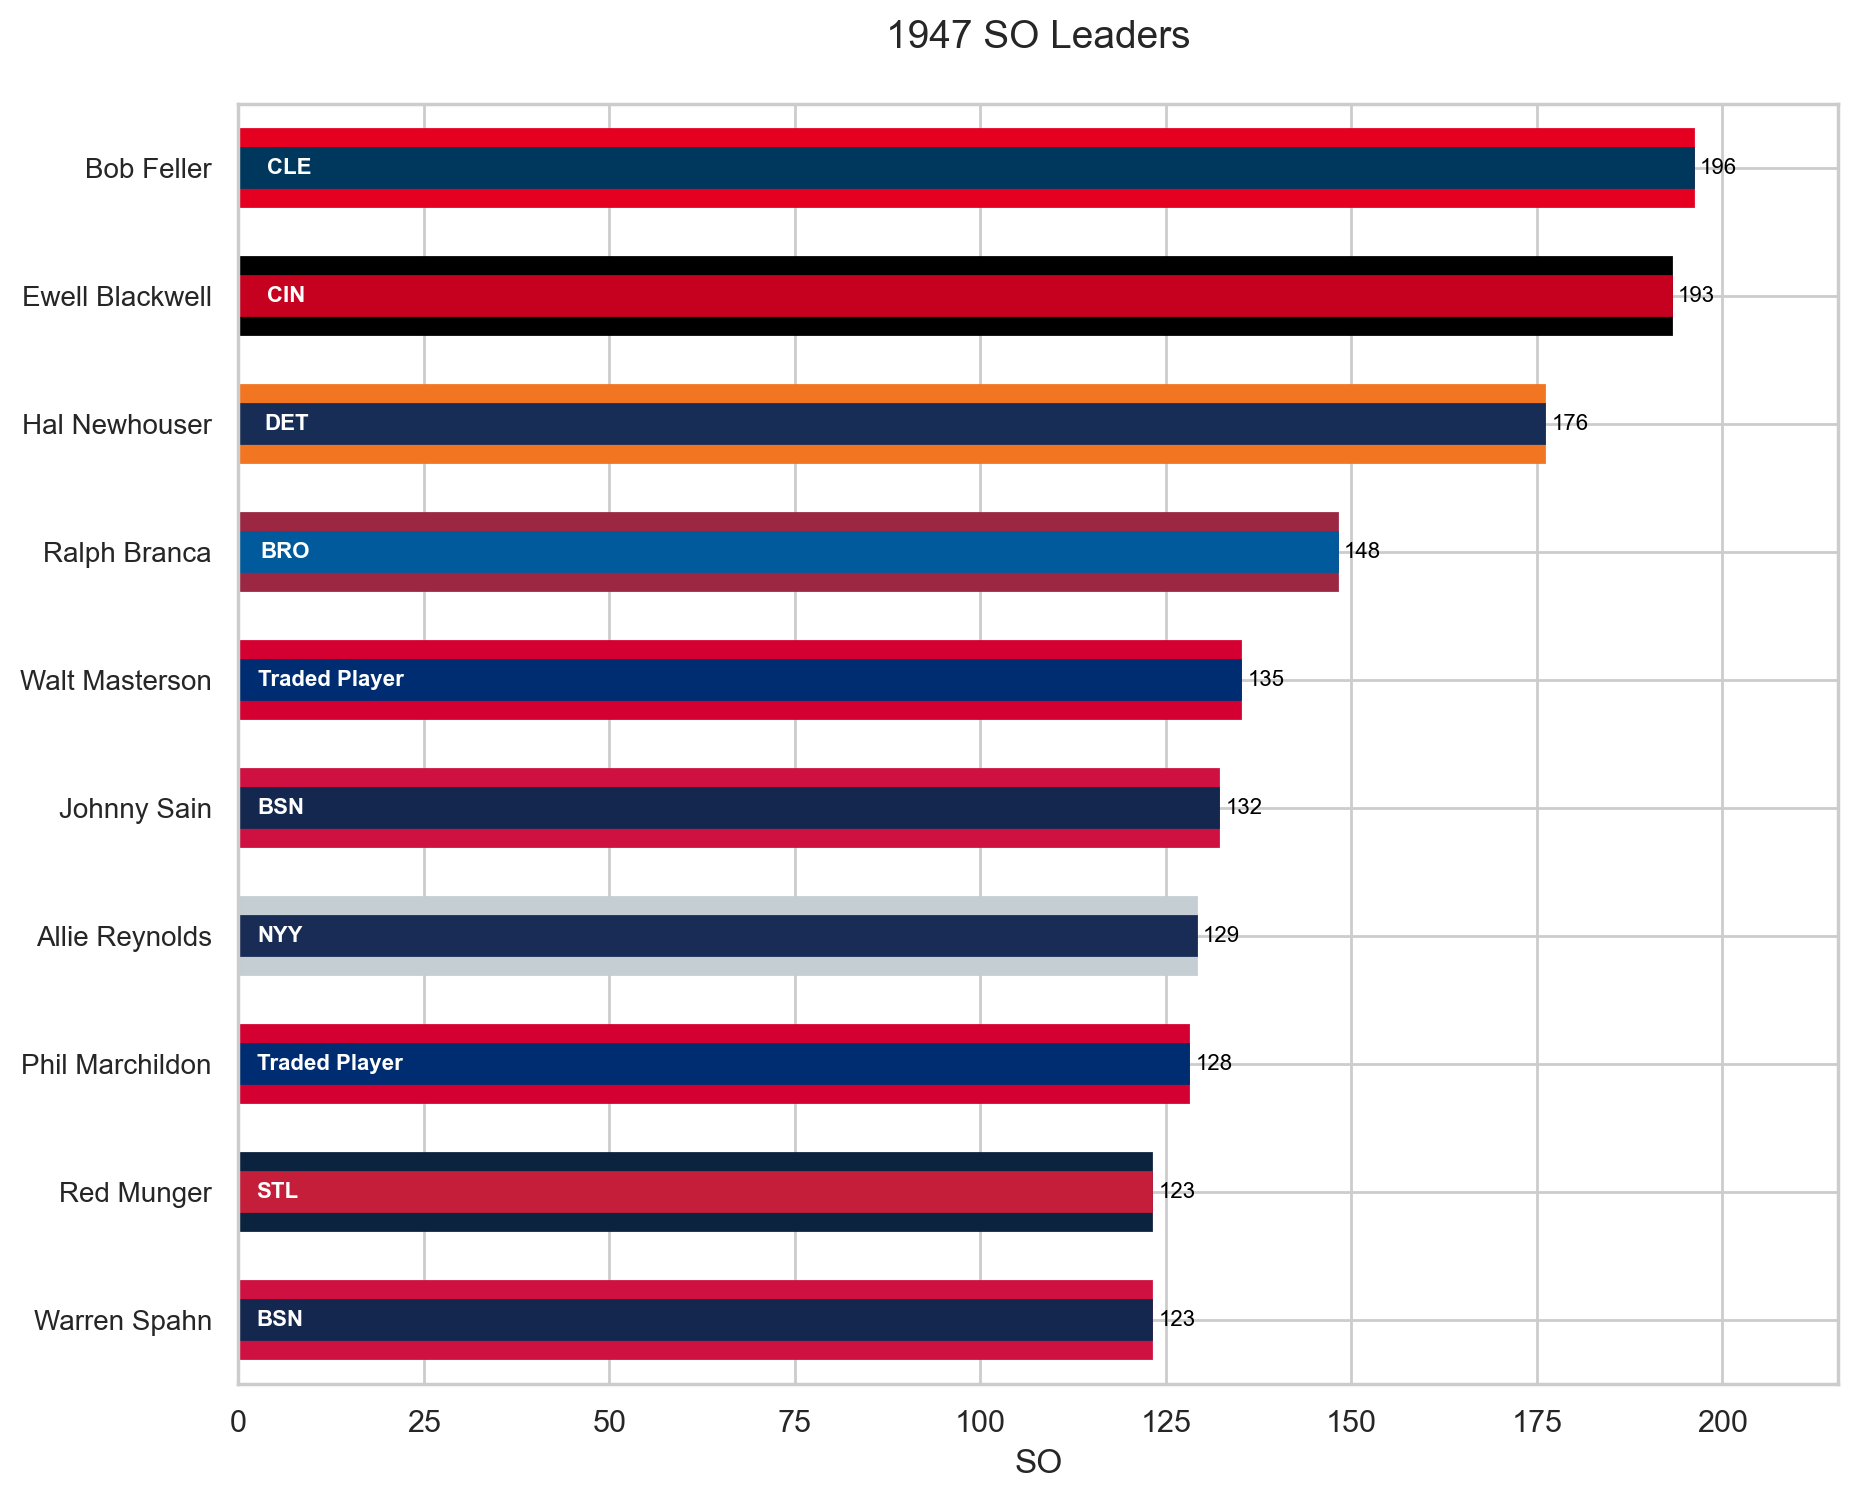 1947 SO Leaders
Bob Feller CLE 196
Ewell Blackwell CIN 193
Hal Newhouser DET 176
Ralph Branca BRO 148
Walt Masterson Traded Player 135
Johnny Sain BSN 132
Allie Reynolds NYY 129
Phil Marchildon Traded Player 128
Red Munger STL 123
Warren Spahn BSN 123
0 25 50 75 100 125 150 175 200
SO